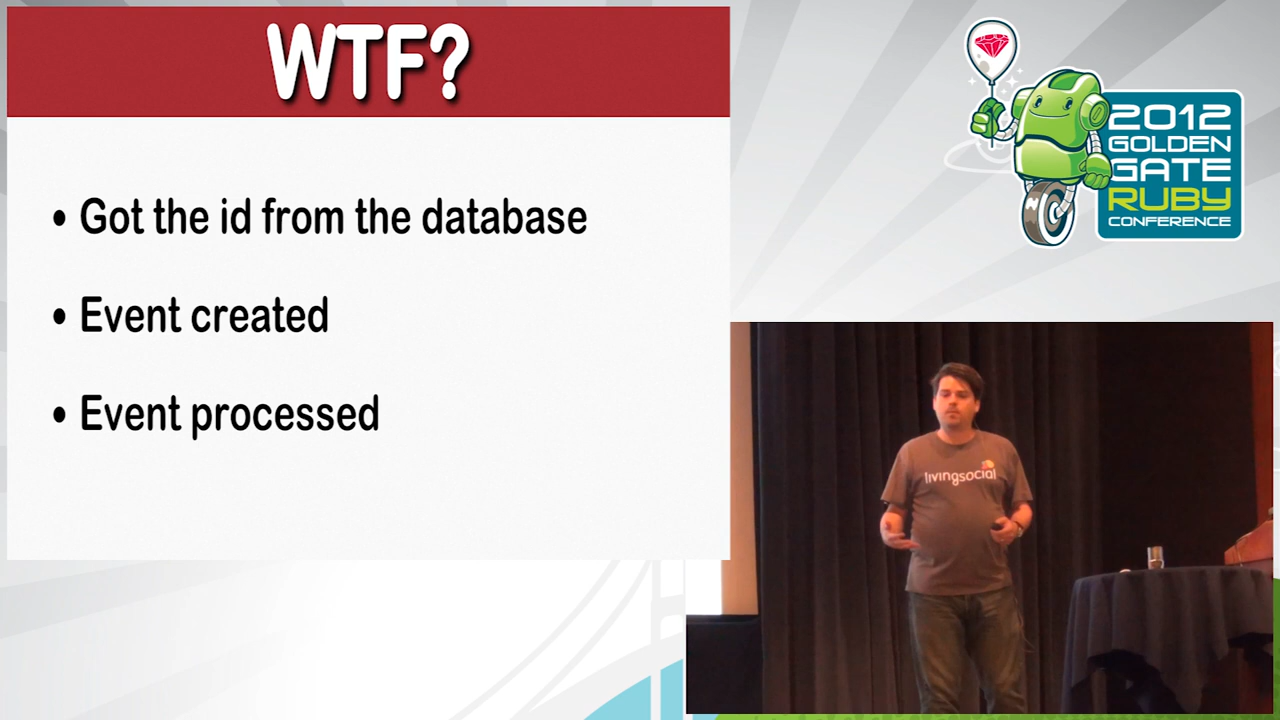 WTF?
• Got the id from the database
• Event created
• Event processed
2012
GOLDEN
GATE
RUBY
CONFERENCE
livingsocial